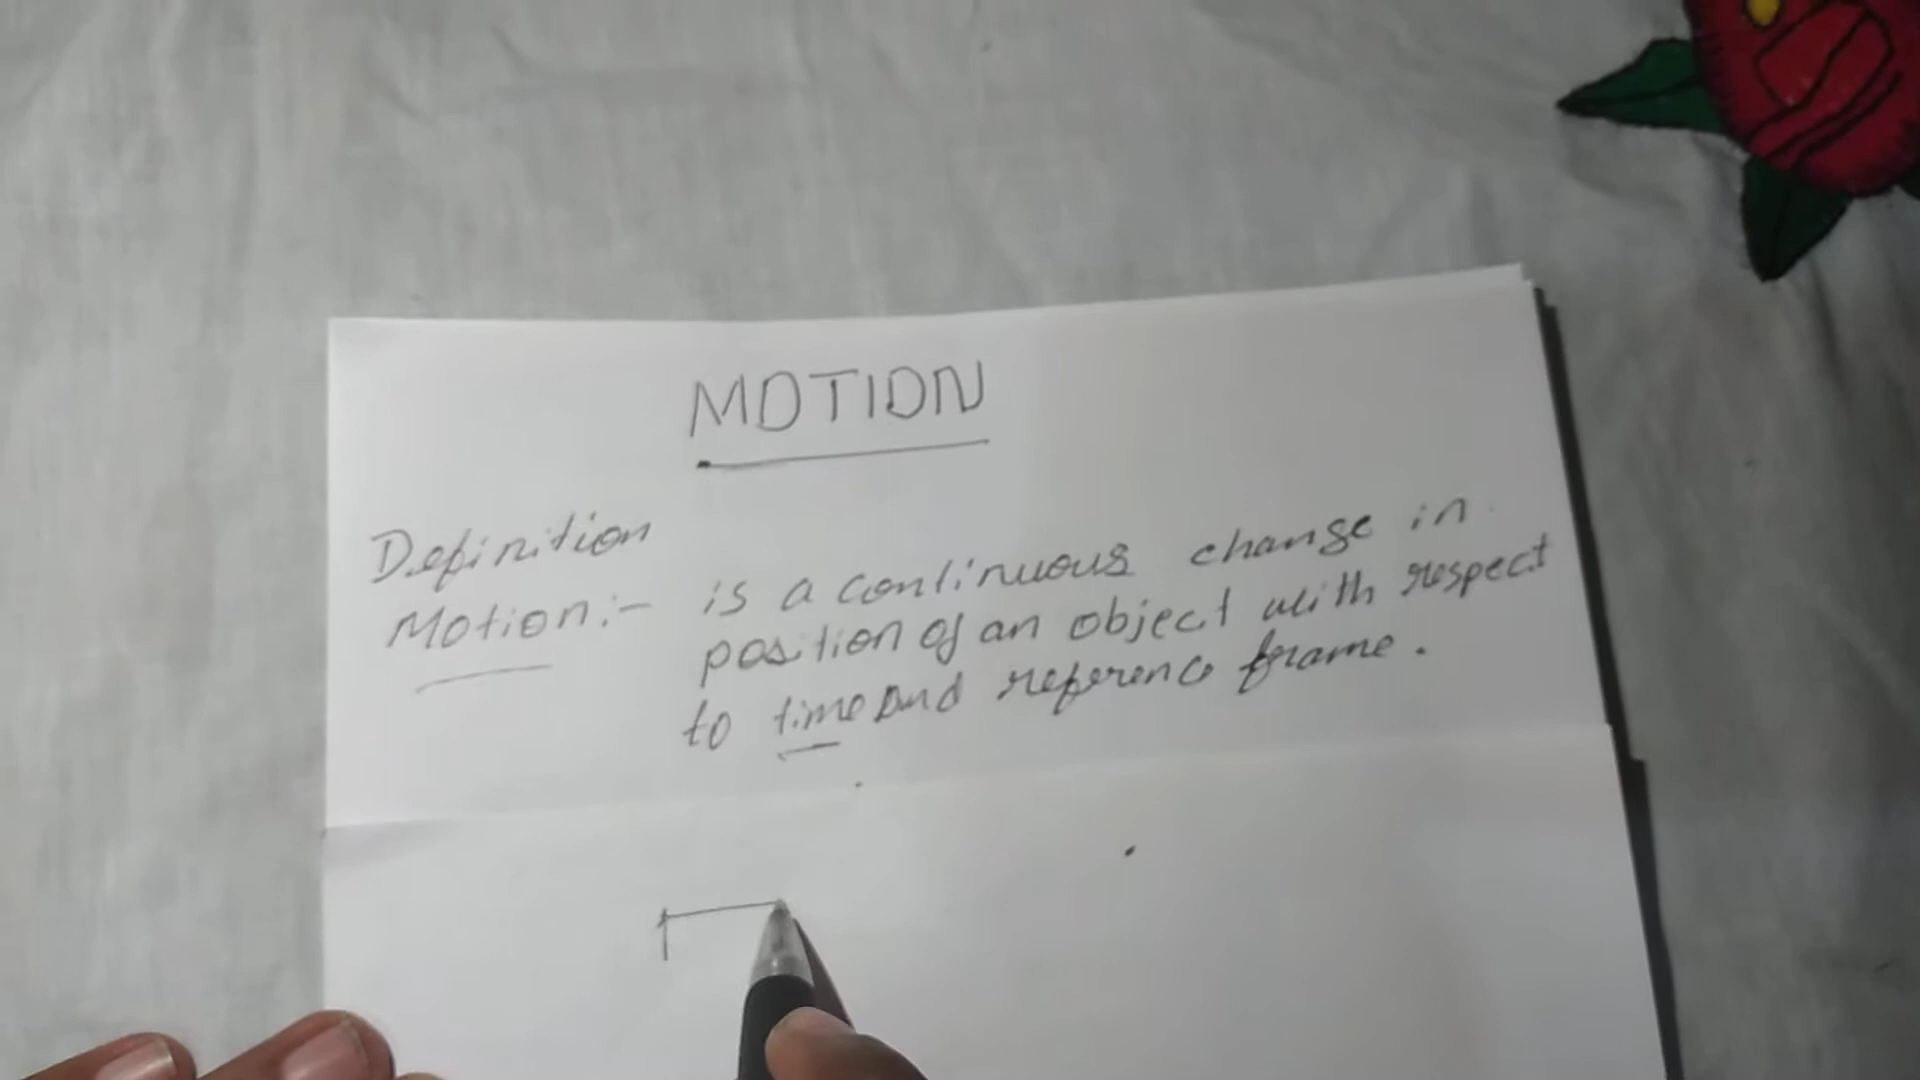 MOTION
Definition
Motion:- is a continuous change in
position of an object with respect
to time and reference frame.